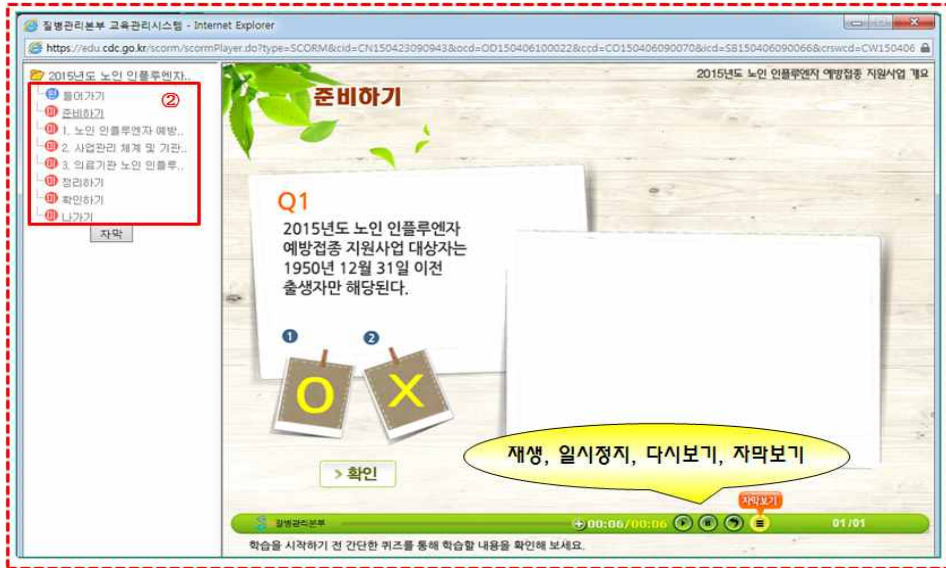 질병관리본부 교육관리시스템 - Internet Explorer
https://edu.cdc.go.kr/scorm/scormPlayer.do?type=SCORM&cid=CN150423090943&ocd=OD150406100022&ccd=CO150406090070&icd=SB150406090066&crswcd=CW150406
2015년도 노인 인플루엔자..
완 들어가기
②
미 준비하기
미 1. 노인 인플루엔자 예방..
미 2. 사업관리 체계 및 기관..
미 3. 의료기관 노인 인플루..
미 정리하기
미 확인하기
미 나가기
자막
준비하기
2015년도 노인 인플루엔자 예방접종 지원사업 개요
Q1
2015년도 노인 인플루엔자
예방접종 지원사업 대상자는
1950년 12월 31일 이전
출생자만 해당된다.
1 2
O X
> 확인
재생, 일시정지, 다시보기, 자막보기
자막보기
질병관리본부
00:06/00:06
01/01
학습을 시작하기 전 간단한 퀴즈를 통해 학습할 내용을 확인해 보세요.